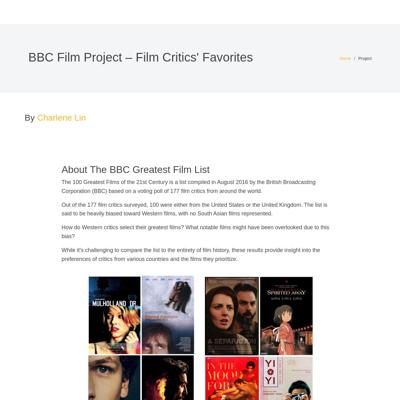 BBC Film Project – Film Critics' Favorites
Home / Project
By Charlene Lin
About The BBC Greatest Film List
The 100 Greatest Films of the 21st Century is a list compiled in August 2016 by the British Broadcasting
Corporation (BBC) based on a voting poll of 177 film critics from around the world.
Out of the 177 film critics surveyed, 100 were either from the United States or the United Kingdom. The list is
said to be heavily biased toward Western films, with no South Asian films represented.
How do Western critics select their greatest films? What notable films might have been overlooked due to this
bias?
While it's challenging to compare the list to the entirety of film history, these results provide insight into the
preferences of critics from various countries and the films they prioritize.
MULHOLLAND DR.
A SEPARATION
SPIRITED AWAY
IN THE
MOOD
FOR
YI
YI